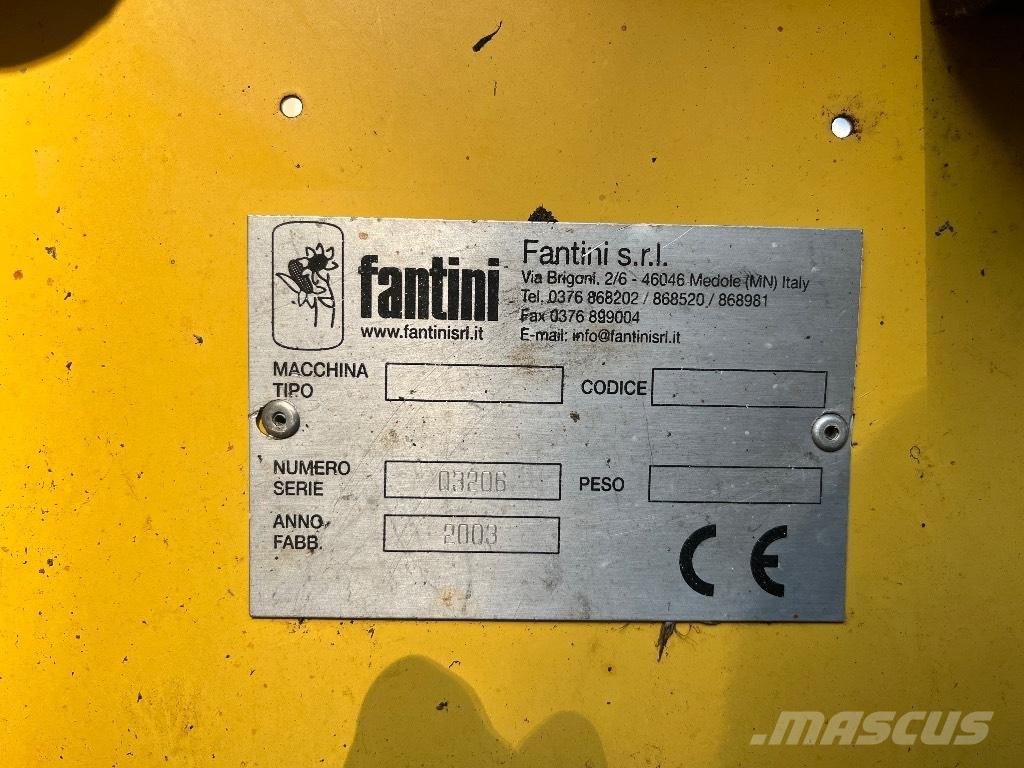 fantini
www.fantinisrl.it
Fantini s.r.l.
Via Brigoni, 2/6 - 46046 Medole (MN) Italy
Tel. 0376 868202 / 868520 / 868981
Fax 0376 899004
E-mail: info@fantinisrl.it
MACCHINA
TIPO
CODICE
NUMERO
SERIE
03206
PESO
ANNO
FABB.
2003
CE
MASCUS